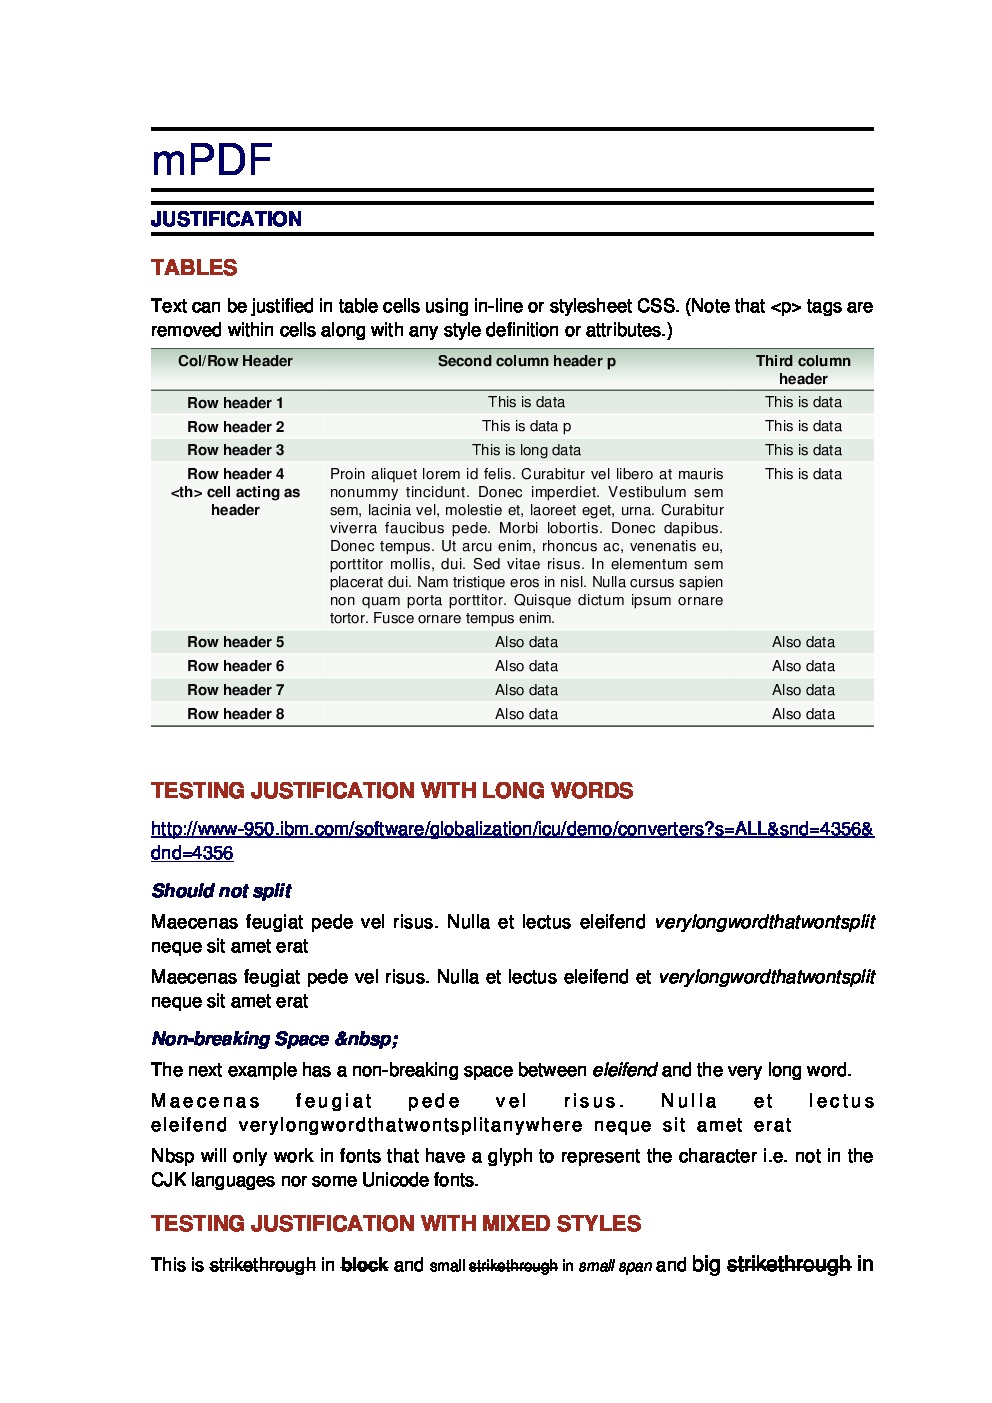 mPDF
JUSTIFICATION
TABLES
Text can be justified in table cells using in-line or stylesheet CSS. (Note that <p> tags are
removed within cells along with any style definition or attributes.)
Col/Row Header Second column header p Third column
header
Row header 1 This is data This is data
Row header 2 This is data p This is data
Row header 3 This is long data This is data
Row header 4 Proin aliquet lorem id felis. Curabitur vel libero at mauris This is data
<th> cell acting as nonummy tincidunt. Donec imperdiet. Vestibulum sem
header sem, lacinia vel, molestie et, laoreet eget, urna. Curabitur
viverra faucibus pede. Morbi lobortis. Donec dapibus.
Donec tempus. Ut arcu enim, rhoncus ac, venenatis eu,
porttitor mollis, dui. Sed vitae risus. In elementum sem
placerat dui. Nam tristique eros in nisl. Nulla cursus sapien
non quam porta porttitor. Quisque dictum ipsum ornare
tortor. Fusce ornare tempus enim.
Row header 5 Also data Also data
Row header 6 Also data Also data
Row header 7 Also data Also data
Row header 8 Also data Also data
TESTING JUSTIFICATION WITH LONG WORDS
http://www-950.ibm.com/software/globalization/icu/demo/converters?s=ALL&snd=4356&
dnd=4356
Should not split
Maecenas feugiat pede vel risus. Nulla et lectus eleifend verylongwordthatwontsplit
neque sit amet erat
Maecenas feugiat pede vel risus. Nulla et lectus eleifend et verylongwordthatwontsplit
neque sit amet erat
Non-breaking Space &nbsp;
The next example has a non-breaking space between eleifend and the very long word.
Maecenas feugiat pede vel risus. Nulla et lectus
eleifend verylongwordthatwontsplitanywhere neque sit amet erat
Nbsp will only work in fonts that have a glyph to represent the character i.e. not in the
CJK languages nor some Unicode fonts.
TESTING JUSTIFICATION WITH MIXED STYLES
This is strikethrough in block and small strikethrough in small span and big strikethrough in